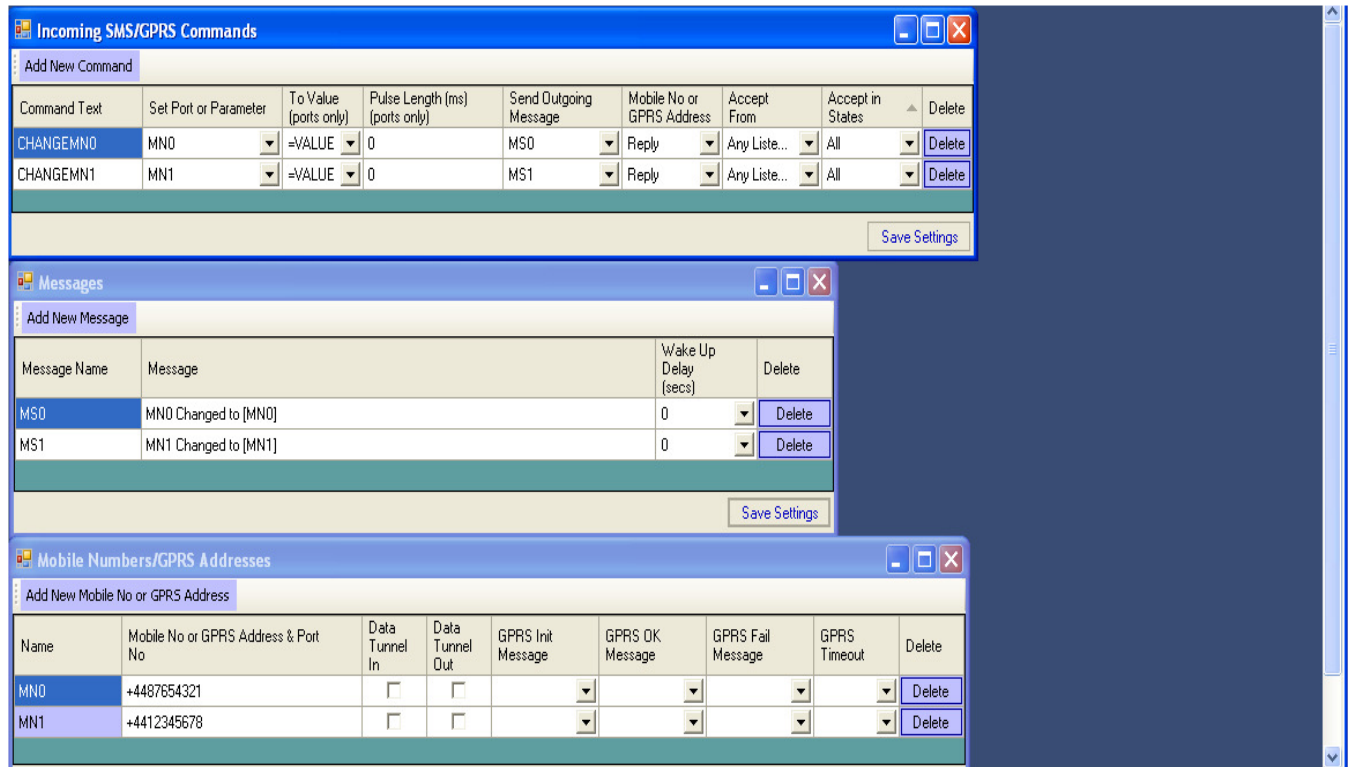 Incoming SMS/GPRS Commands
Add New Command
Command Text Set Port or Parameter To Value (ports only) Pulse Length (ms) (ports only) Send Outgoing Message Mobile No or GPRS Address Accept From Accept in States Delete
CHANGEMN0 MN0 =VALUE 0 MS0 Reply Any Liste... All Delete
CHANGEMN1 MN1 =VALUE 0 MS1 Reply Any Liste... All Delete
Save Settings
Messages
Add New Message
Message Name Message Wake Up Delay (secs) Delete
MS0 MN0 Changed to [MN0] 0 Delete
MS1 MN1 Changed to [MN1] 0 Delete
Save Settings
Mobile Numbers/GPRS Addresses
Add New Mobile No or GPRS Address
Name Mobile No or GPRS Address & Port No Data Tunnel In Data Tunnel Out GPRS Init Message GPRS OK Message GPRS Fail Message GPRS Timeout Delete
MN0 +4487654321 Delete
MN1 +4412345678 Delete